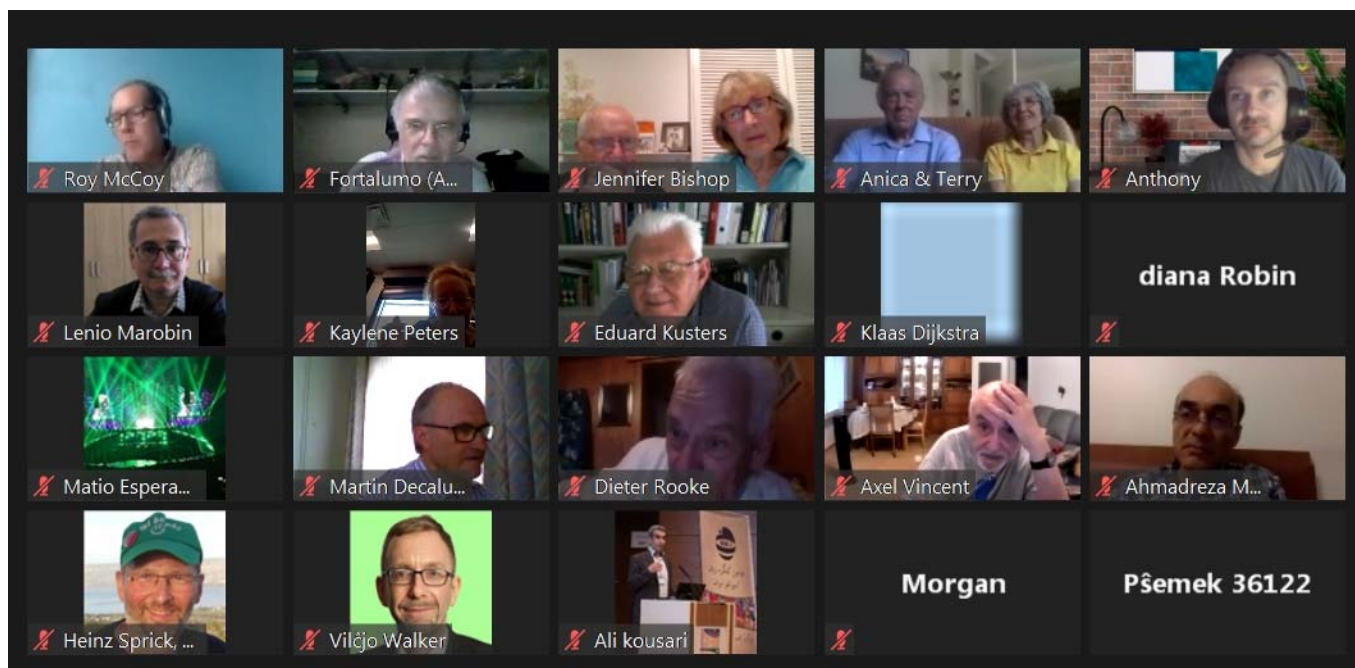 Roy McCoy
Fortalumo (A...
Jennifer Bishop
Anica & Terry
Anthony
Lenio Marobin
Kaylene Peters
Eduard Kusters
Klaas Dijkstra
diana Robin
Matio Espera...
Martin Decalu...
Dieter Rooke
Axel Vincent
Ahmadreza M...
Heinz Sprick, ...
Vilĉjo Walker
Ali kousari
Morgan
Pŝemek 36122